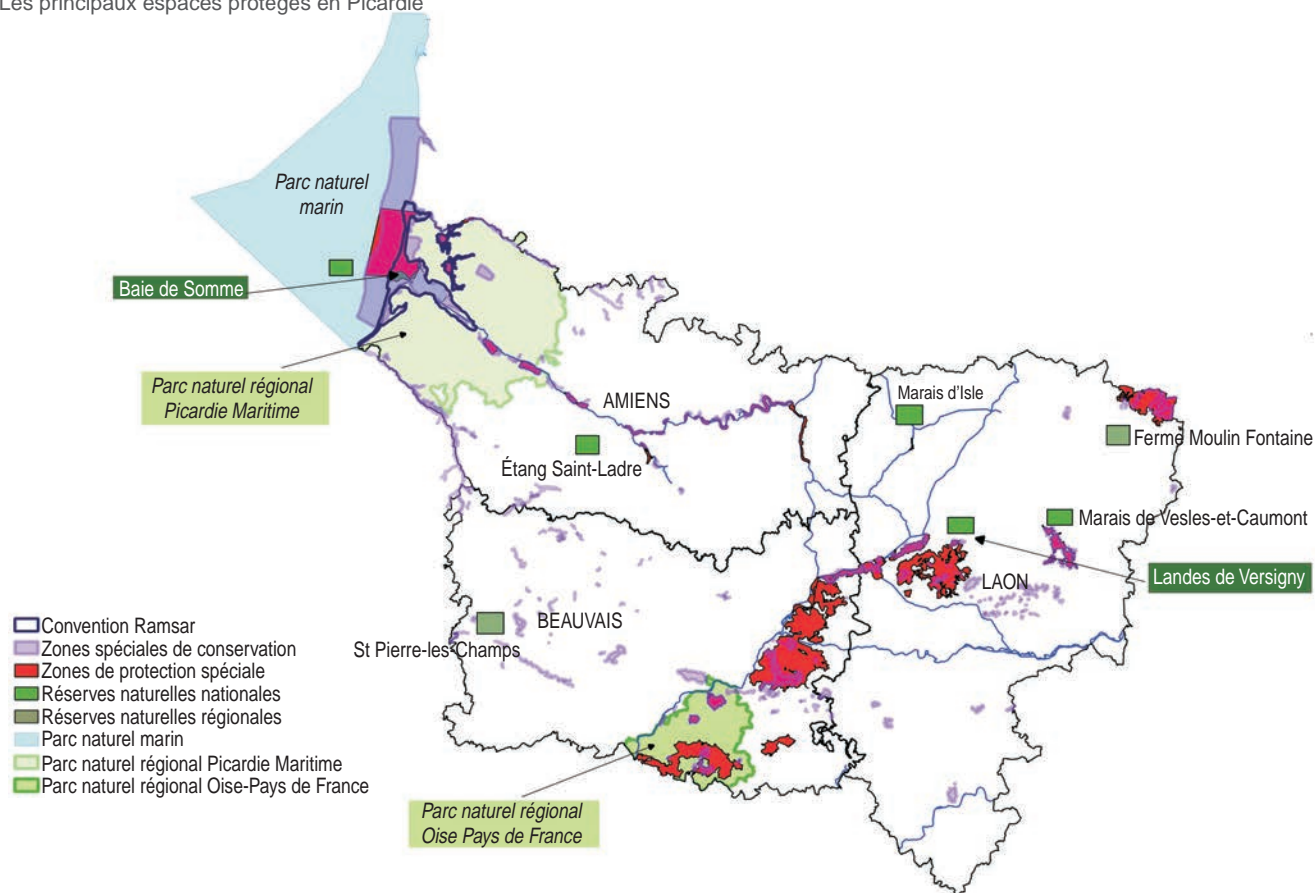 Les principaux espaces protégés en Picardie
Parc naturel
marin
Baie de Somme
Parc naturel régional
Picardie Maritime
AMIENS
Étang Saint-Ladre
Marais d'Isle
Ferme Moulin Fontaine
Marais de Vesles-et-Caumont
LAON
Landes de Versigny
BEAUVAIS
St Pierre-les-Champs
Convention Ramsar
Zones spéciales de conservation
Zones de protection spéciale
Réserves naturelles nationales
Réserves naturelles régionales
Parc naturel marin
Parc naturel régional Picardie Maritime
Parc naturel régional Oise-Pays de France
Parc naturel régional
Oise Pays de France